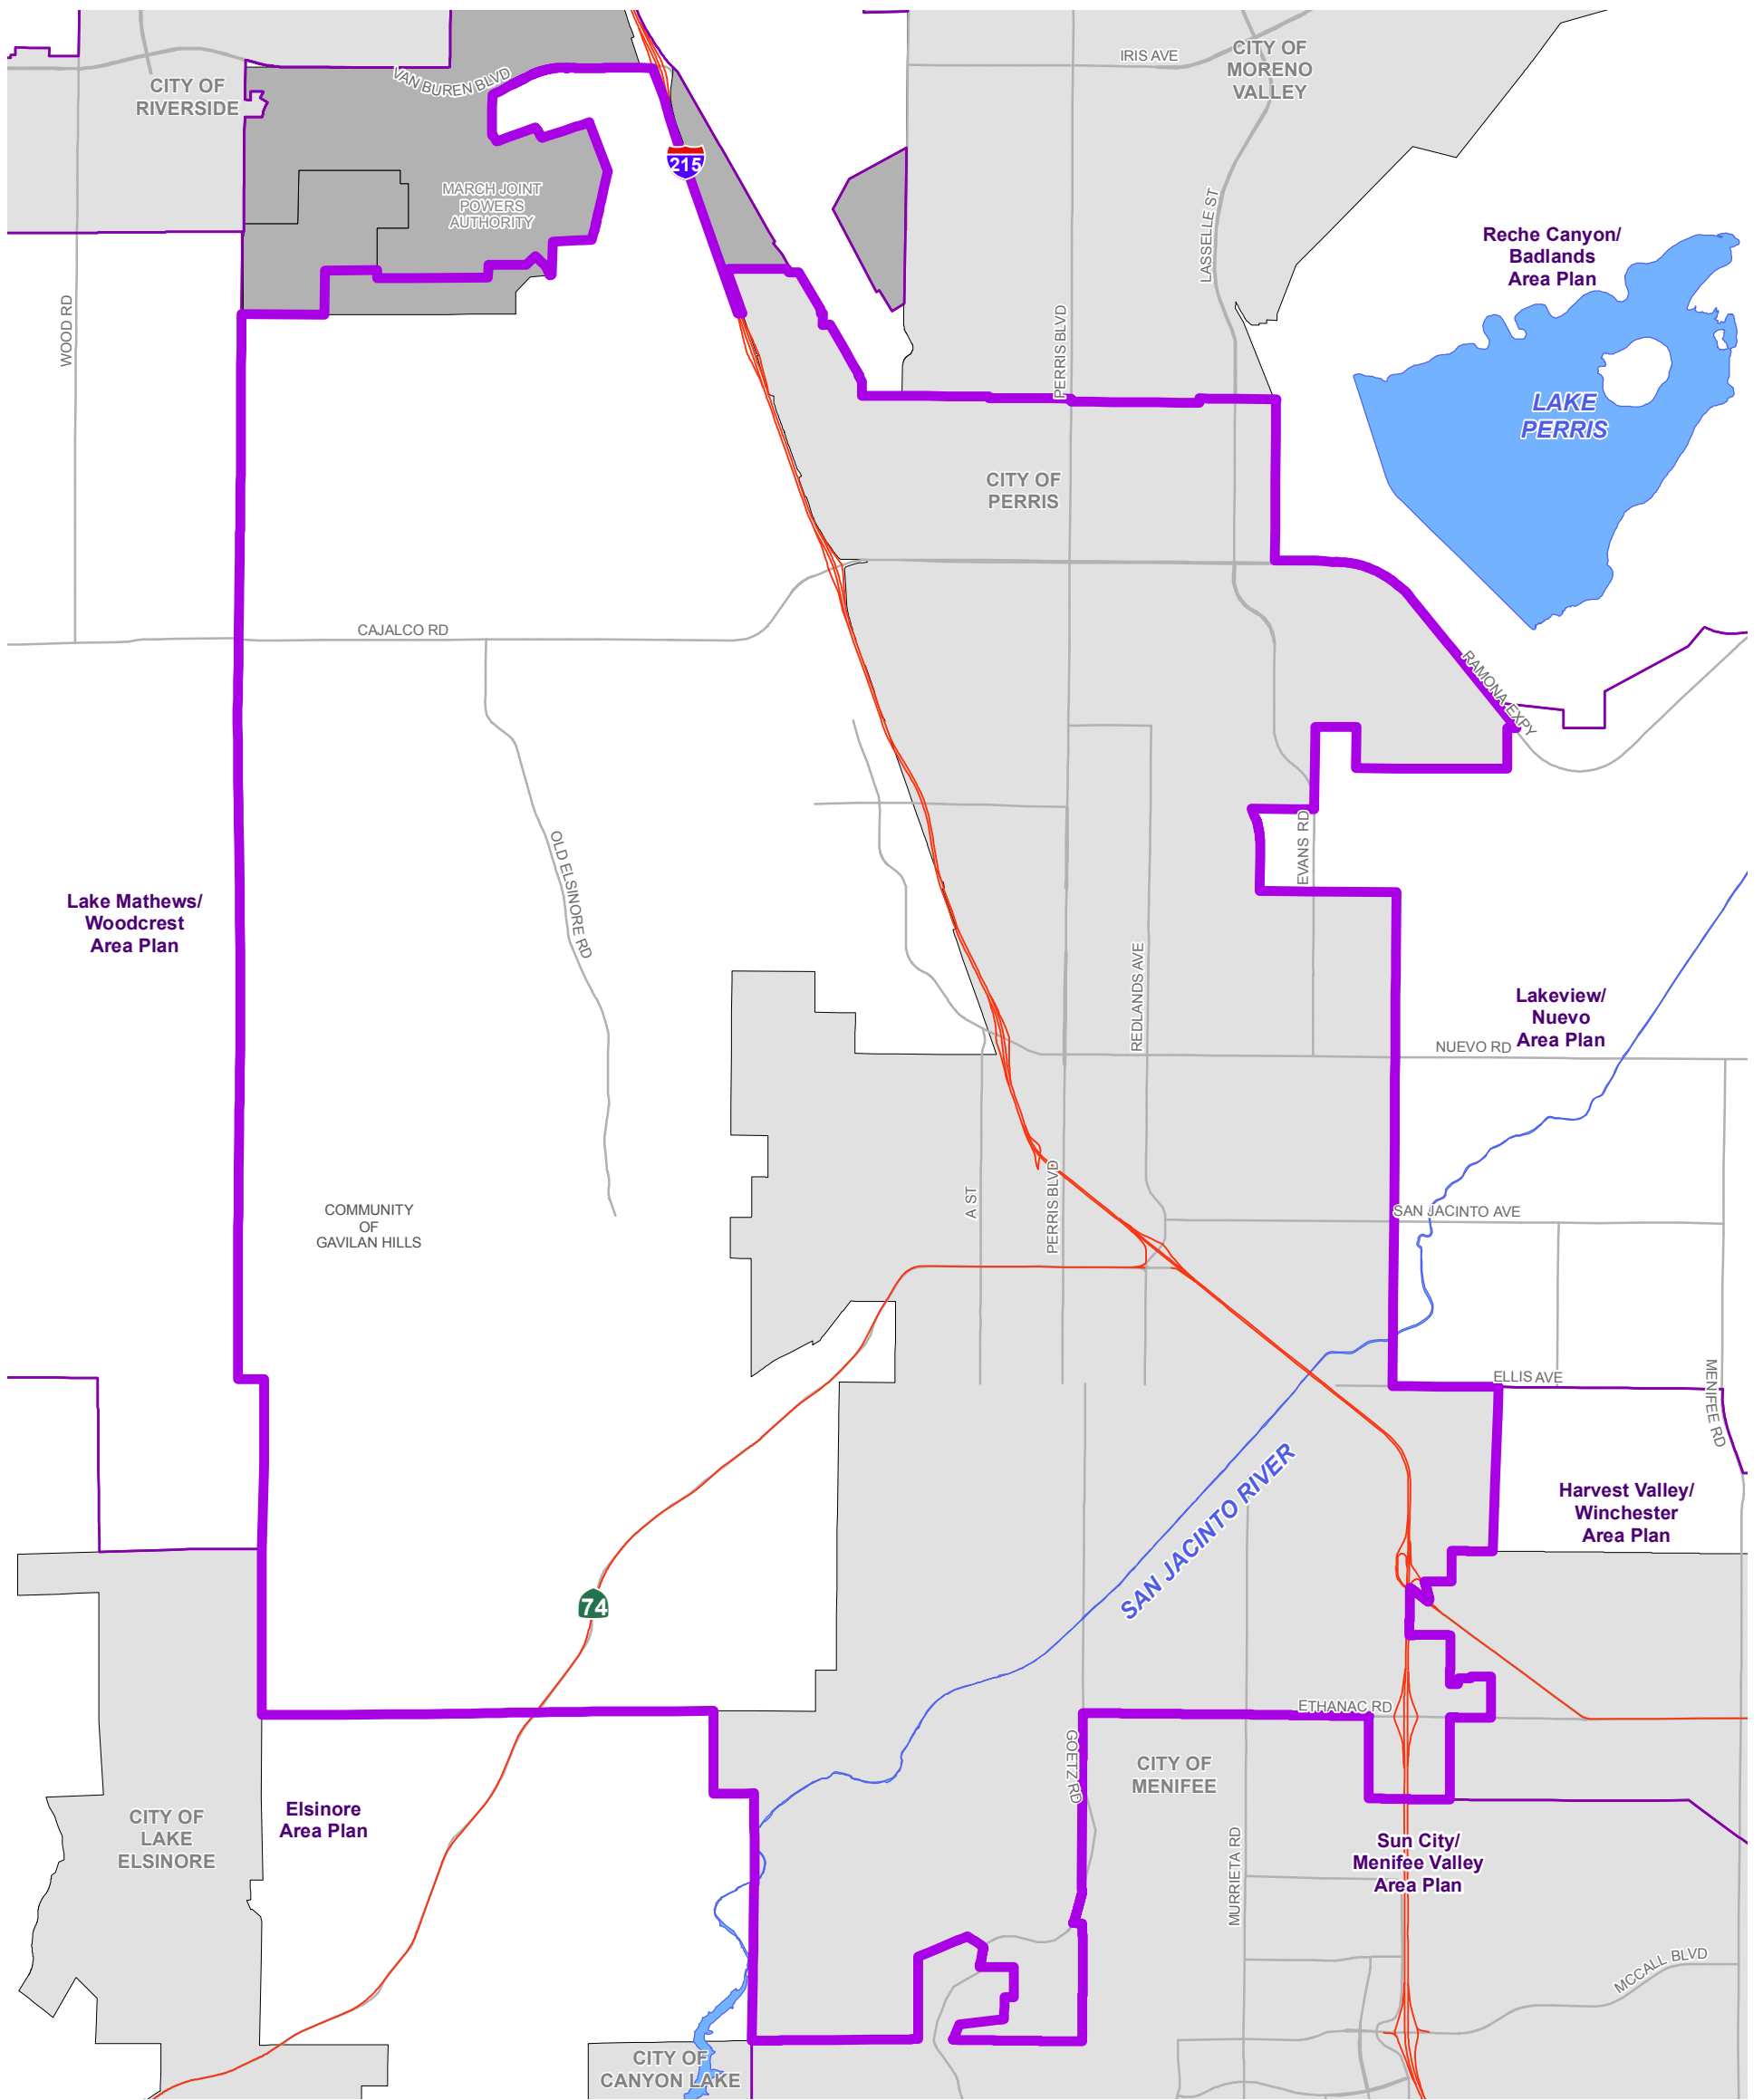 IRIS AVE
CITY OF
MORENO
VALLEY
CITY OF
RIVERSIDE
VAN BUREN BLVD
215
MARCH JOINT
POWERS
AUTHORITY
LASSELLE ST
Reche Canyon/
Badlands
Area Plan
WOOD RD
PERRIS BLVD
LAKE
PERRIS
CITY OF
PERRIS
CAJALCO RD
RAMONA EXPY
OLD ELSINORE RD
EVANS RD
Lake Mathews/
Woodcrest
Area Plan
REDLANDS AVE
Lakeview/
Nuevo
Area Plan
NUEVO RD
A ST
PERRIS BLVD
SAN JACINTO AVE
COMMUNITY
OF
GAVILAN HILLS
ELLIS AVE
MENIFEE RD
SAN JACINTO RIVER
Harvest Valley/
Winchester
Area Plan
74
ETHANAC RD
GOETZ RD
CITY OF
MENIFEE
CITY OF
LAKE
ELSINORE
Elsinore
Area Plan
MURRIETA RD
Sun City/
Menifee Valley
Area Plan
MCCALL BLVD
CITY OF
CANYON LAKE